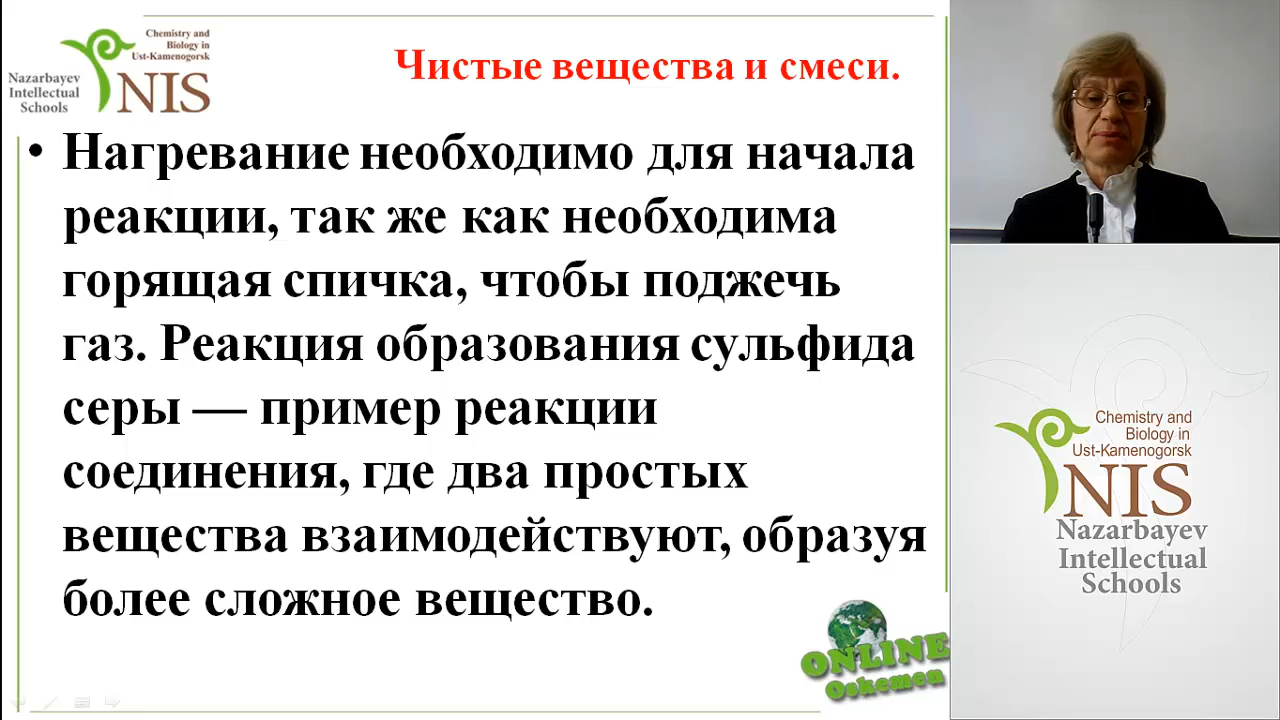 Chemistry and
Biology in
Ust-Kamenogorsk
Nazarbayev
Intellectual
Schools
NIS
Чистые вещества и смеси.
• Нагревание необходимо для начала
реакции, так же как необходима
горящая спичка, чтобы поджечь
газ. Реакция образования сульфида
серы — пример реакции
соединения, где два простых
вещества взаимодействуют, образуя
более сложное вещество.
ONLINE
Oskemen
Chemistry and
Biology in
Ust-Kamenogorsk
NIS
Nazarbayev
Intellectual
Schools